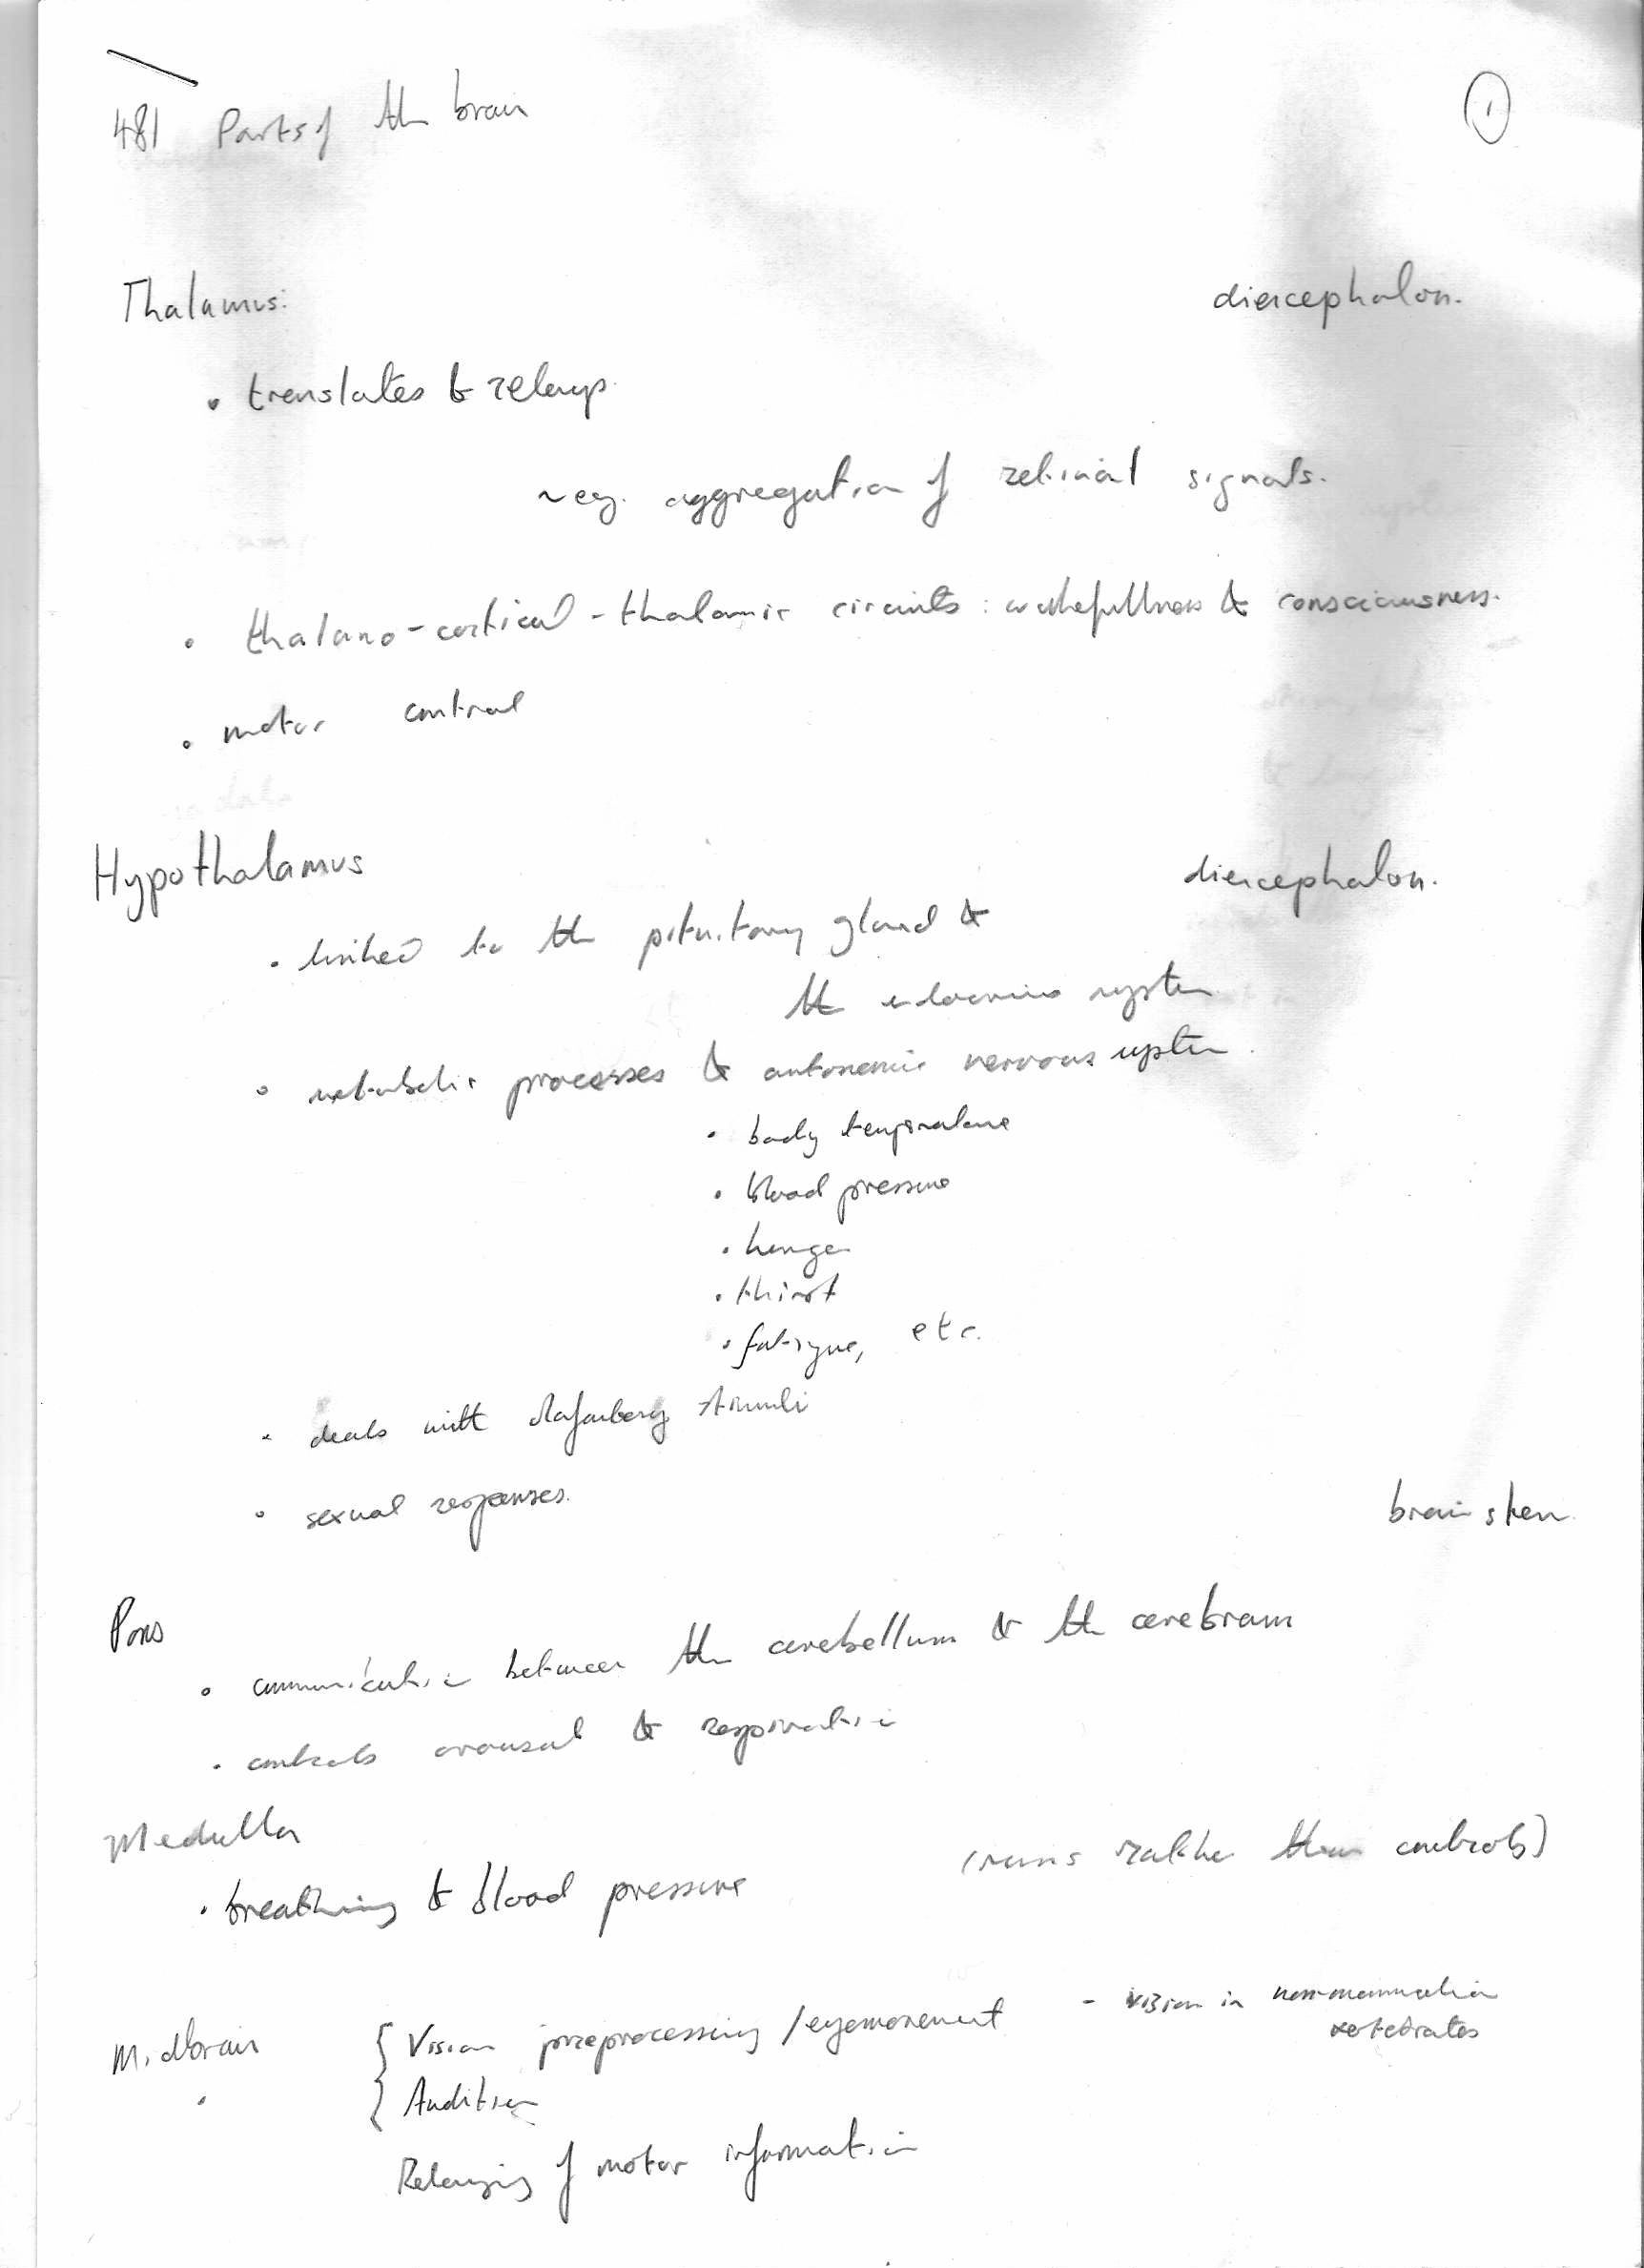 481 Parts of the brain
1
Thalamus:
diencephalon.
• translates & relays.
~ eg. aggregation of retinal signals.
• thalamo-cortical-thalamic circuits: wakefullness & consciousness.
• motor control
Hypothalamus
diencephalon.
• linked to the pituitary gland &
the endocrine system
• metabolic processes & autonomic nervous system.
• body temperature
• blood pressure
• hunger
• thirst
• fatigue, etc.
• deals with olafactory stimuli
• sexual responses.
brain stem
Pons
• communication between the cerebellum & the cerebrum
• controls arousal & respiration
Medulla
(runs rather than controls)
• breathing & blood pressure
Midbrain
{ Vision preprocessing / eyemovement - vision in non-mammalian
vertebrates
Audition
Relaying of motor information